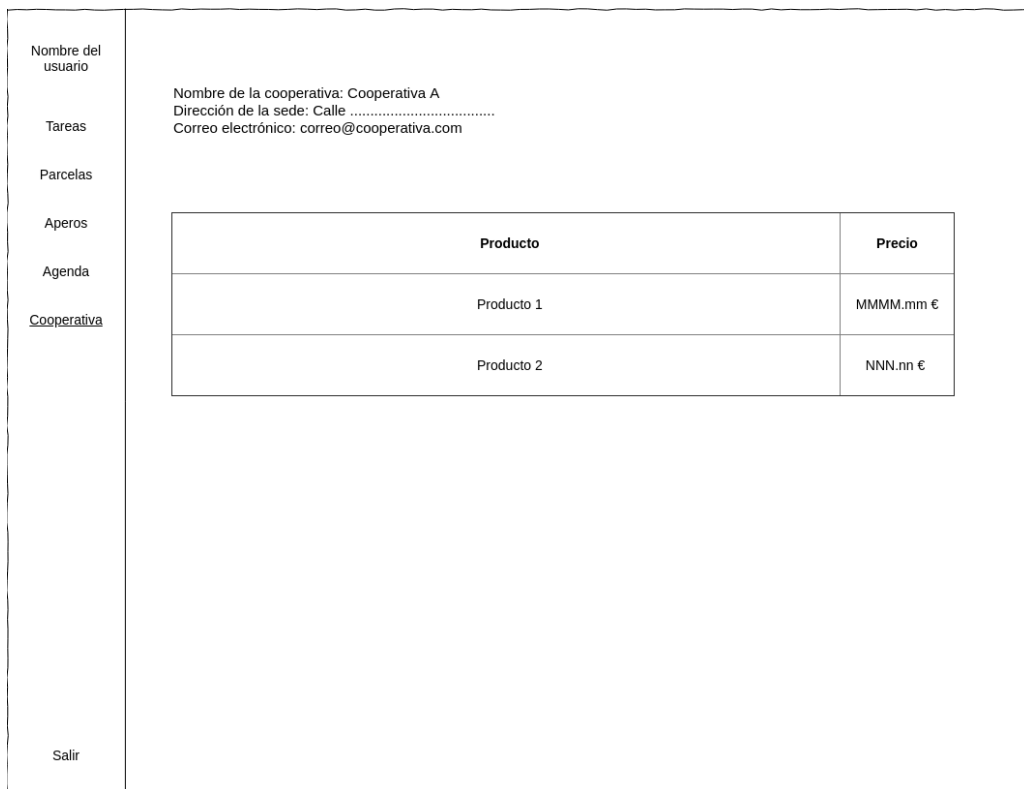 Nombre del
usuario
Tareas
Parcelas
Aperos
Agenda
Cooperativa
Salir
Nombre de la cooperativa: Cooperativa A
Dirección de la sede: Calle ....................................
Correo electrónico: correo@cooperativa.com
Producto Precio
Producto 1 MMMM.mm €
Producto 2 NNN.nn €